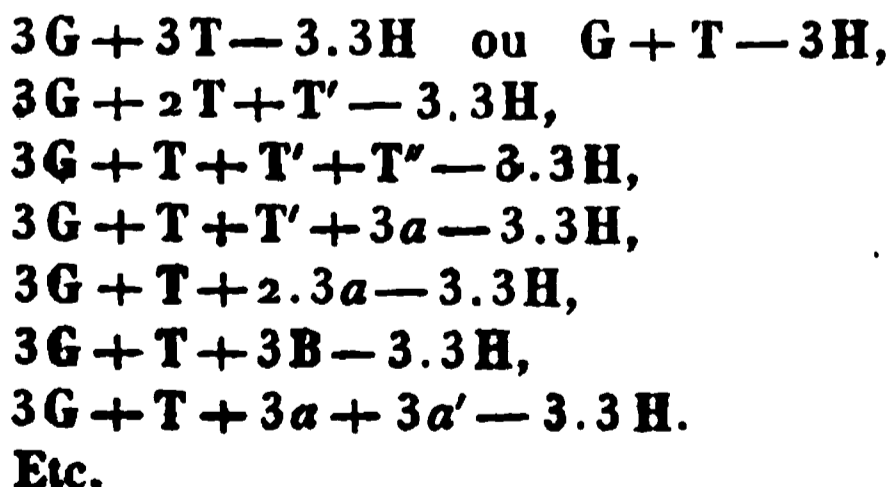 3G + 3T — 3.3H ou G + T — 3H,
3G + 2T + T′ — 3.3H,
3G + T + T′ + T″ — 3.3H,
3G + T + T′ + 3a — 3.3H,
3G + T + 2.3a — 3.3H,
3G + T + 3B — 3.3H,
3G + T + 3a + 3a′ — 3.3H.
Etc.